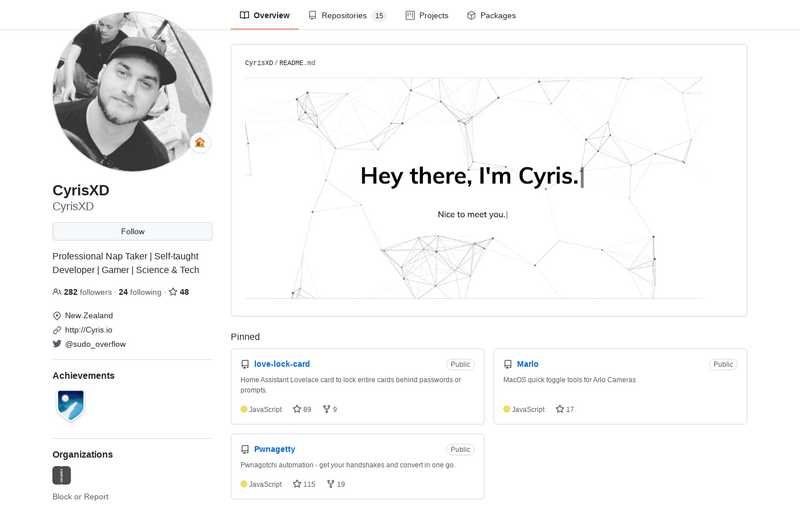 Overview
Repositories 15
Projects
Packages
CyrisXD
CyrisXD
Follow
Professional Nap Taker | Self-taught
Developer | Gamer | Science & Tech
282 followers · 24 following · 48
New Zealand
http://Cyris.io
@sudo_overflow
Achievements
Organizations
Block or Report
CyrisXD / README.md
Hey there, I'm Cyris.
Nice to meet you.
Pinned
love-lock-card Public
Home Assistant Lovelace card to lock entire cards behind passwords or
prompts.
JavaScript 89 9
Marlo Public
MacOS quick toggle tools for Arlo Cameras
JavaScript 17
Pwnagetty Public
Pwnagotchi automation - get your handshakes and convert in one go.
JavaScript 115 19